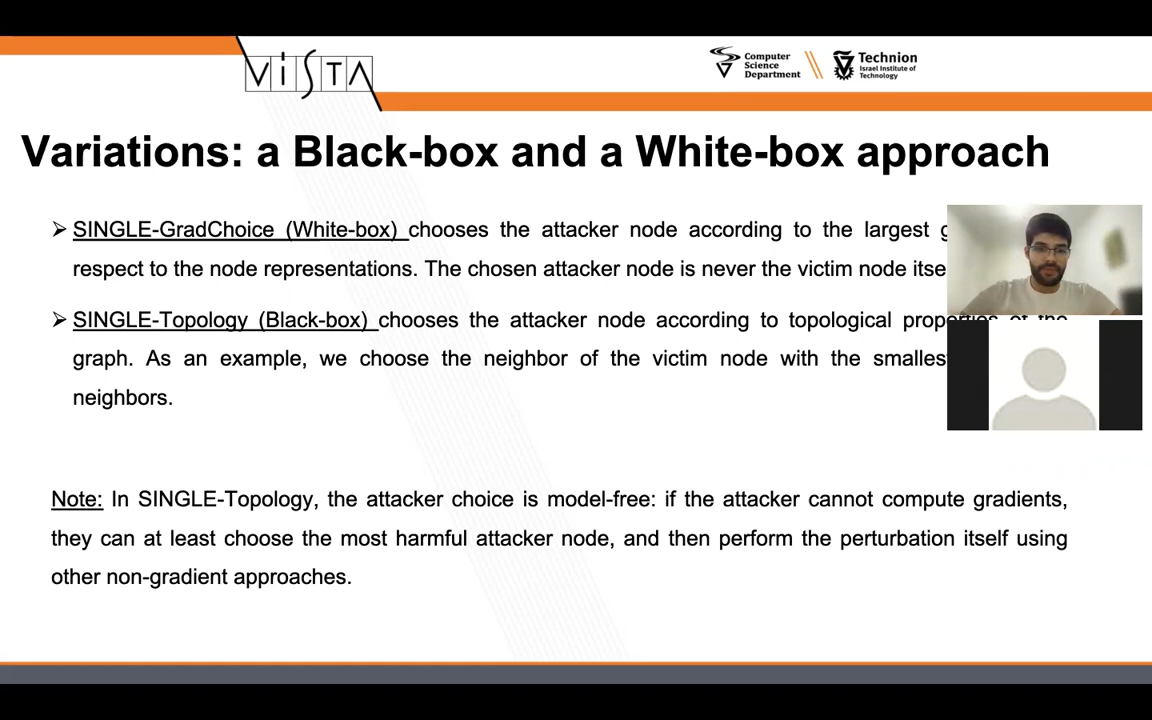 ViSTA
Computer
Science
Department
Technion
Israel Institute of
Technology
Variations: a Black-box and a White-box approach
➢ SINGLE-GradChoice (White-box) chooses the attacker node according to the largest
respect to the node representations. The chosen attacker node is never the victim node
➢ SINGLE-Topology (Black-box) chooses the attacker node according to topological properties of the
graph. As an example, we choose the neighbor of the victim node with the smallest
neighbors.
Note: In SINGLE-Topology, the attacker choice is model-free: if the attacker cannot compute gradients,
they can at least choose the most harmful attacker node, and then perform the perturbation itself using
other non-gradient approaches.